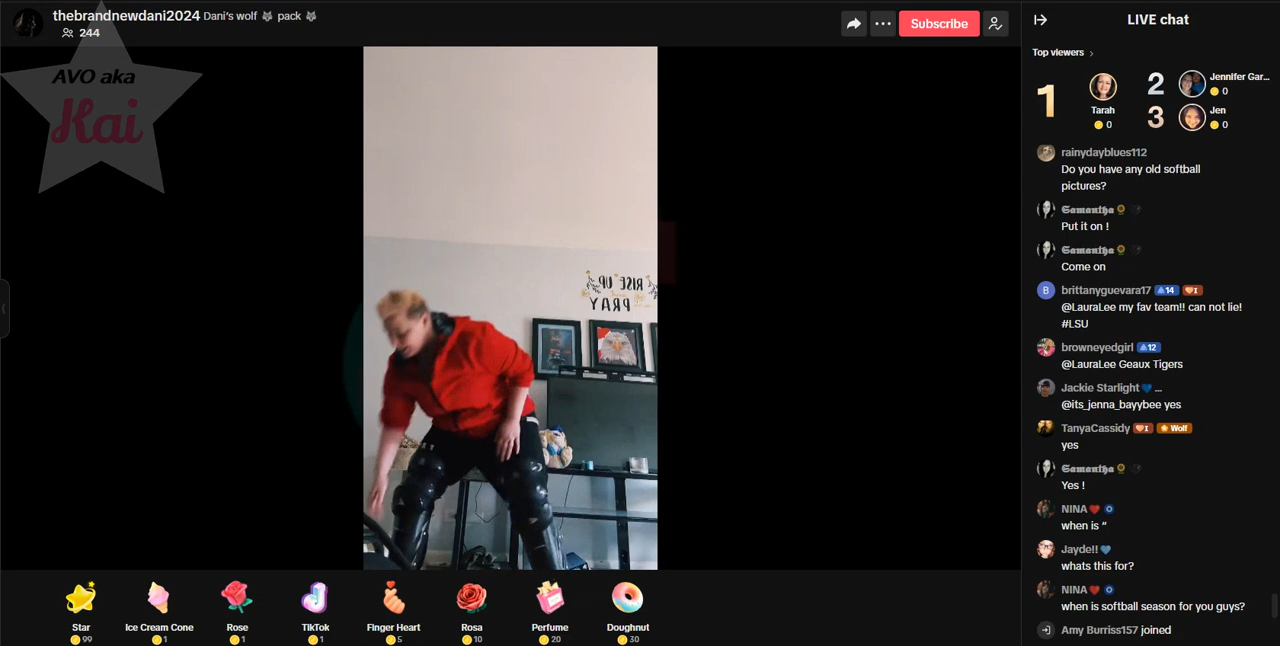 thebrandnewdani2024 Dani's wolf 🐺 pack 🐺
244
Subscribe
AVO aka
Kai
RISE UP
PRAY
Star
99
Ice Cream Cone
1
Rose
1
TikTok
1
Finger Heart
5
Rosa
10
Perfume
20
Doughnut
30
LIVE chat
Top viewers
1
Tarah
0
2
Jennifer Gar...
0
3
Jen
0
rainydayblues112
Do you have any old softball
pictures?
𝕾𝖆𝖒𝖆𝖓𝖙𝖍𝖆 🌻
Put it on !
𝕾𝖆𝖒𝖆𝖓𝖙𝖍𝖆 🌻
Come on
B brittanyguevara17 14 I
@LauraLee my fav team!! can not lie!
#LSU
browneyedgirl 12
@LauraLee Geaux Tigers
Jackie Starlight💙 ...
@its_jenna_bayybee yes
TanyaCassidy I Wolf
yes
𝕾𝖆𝖒𝖆𝖓𝖙𝖍𝖆 🌻
Yes !
NINA❤️ 🧿
when is "
Jayde!!💙
whats this for?
NINA❤️ 🧿
when is softball season for you guys?
Amy Burriss157 joined